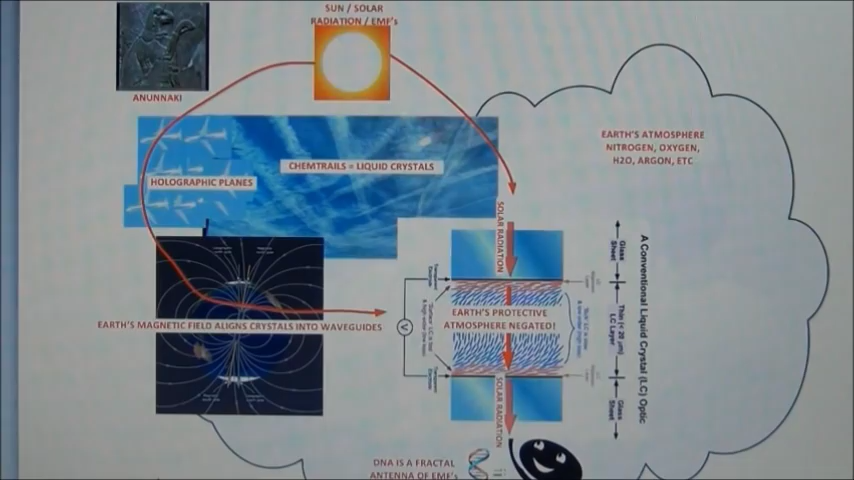 SUN / SOLAR
RADIATION / EMF's
ANUNNAKI
EARTH'S ATMOSPHERE
NITROGEN, OXYGEN,
H2O, ARGON, ETC
CHEMTRAILS = LIQUID CRYSTALS
HOLOGRAPHIC PLANES
SOLAR RADIATION
A Conventional Liquid Crystal (LC) Optic
Glass
Sheet
Thin (< 20 µm)
LC Layer
Glass
Sheet
EARTH'S PROTECTIVE
ATMOSPHERE NEGATED!
V
EARTH'S MAGNETIC FIELD ALIGNS CRYSTALS INTO WAVEGUIDES
SOLAR RADIATION
DNA IS A FRACTAL
ANTENNA OF EMF's